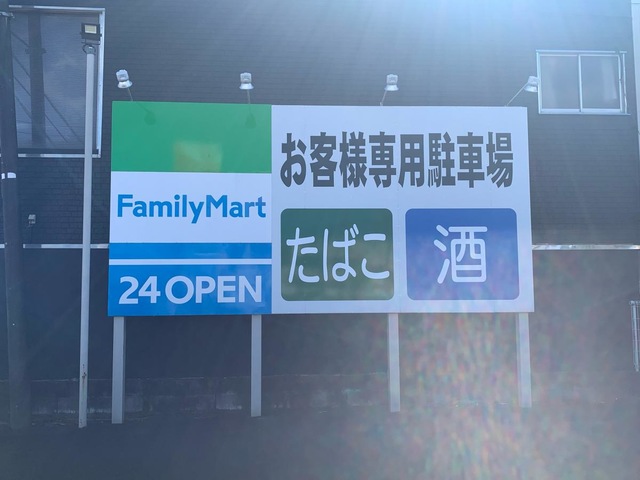 FamilyMart
24 OPEN
お客様専用駐車場
たばこ
酒